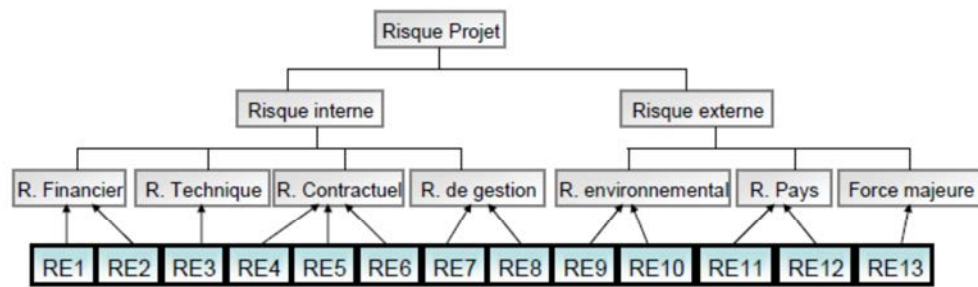 Risque Projet
Risque interne
Risque externe
R. Financier
R. Technique
R. Contractuel
R. de gestion
R. environnemental
R. Pays
Force majeure
RE1
RE2
RE3
RE4
RE5
RE6
RE7
RE8
RE9
RE10
RE11
RE12
RE13